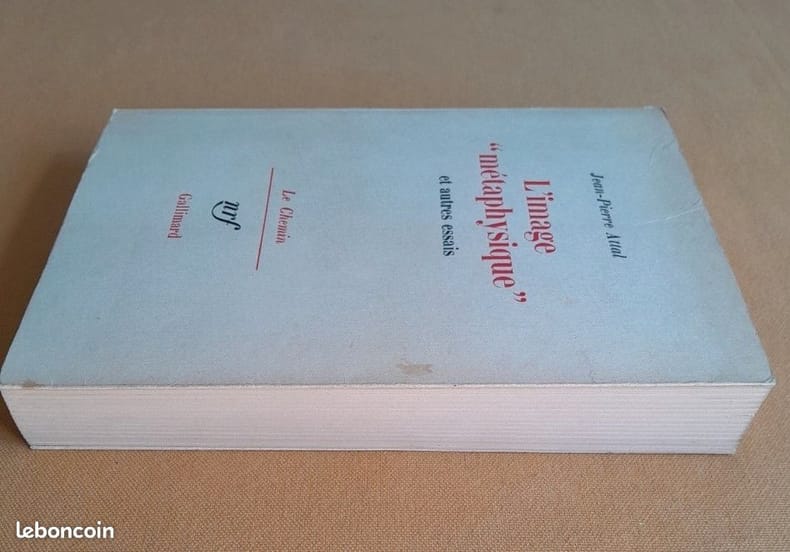 Jean-Pierre Attal
L'image
“métaphysique”
et autres essais
Le Chemin
nrf
Gallimard
leboncoin